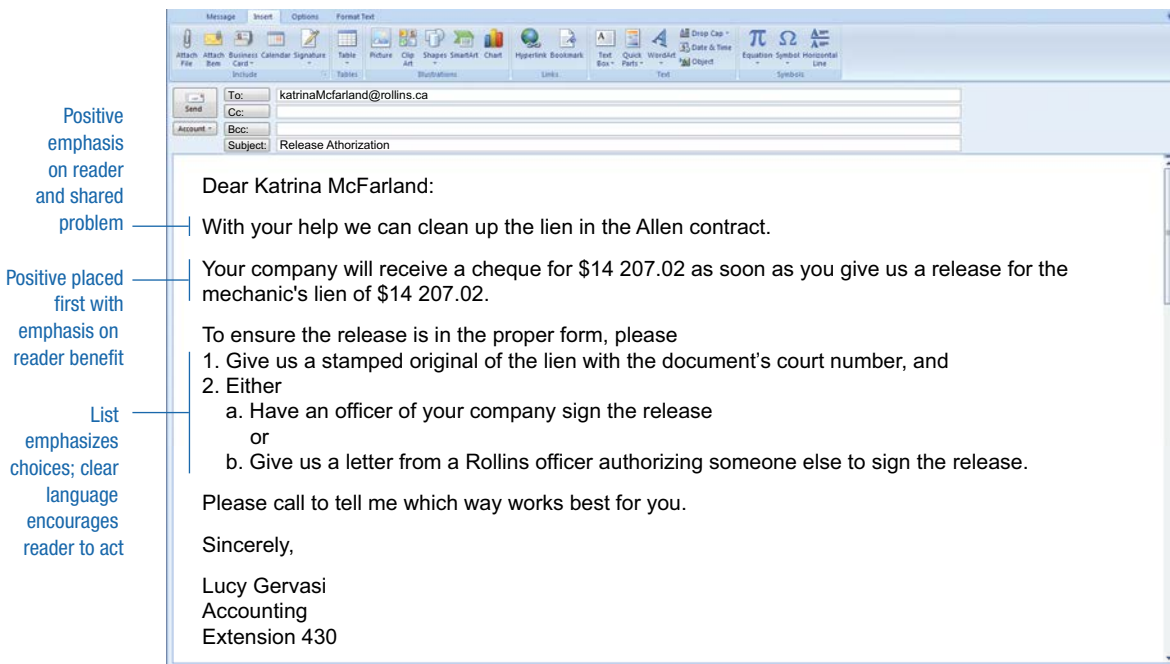 Message Insert Options Format Text
Attach File Attach Item Business Card Calendar Signature Table Picture Clip Art Shapes SmartArt Chart Hyperlink Bookmark Text Box Quick Parts WordArt Drop Cap Date & Time Object Equation Symbol Horizontal Line
Include Tables Illustrations Links Text Symbols
Send
Account
To: katrinaMcfarland@rollins.ca
Cc:
Bcc:
Subject: Release Athorization
Positive
emphasis
on reader
and shared
problem
Positive placed
first with
emphasis on
reader benefit
List
emphasizes
choices; clear
language
encourages
reader to act
Dear Katrina McFarland:
With your help we can clean up the lien in the Allen contract.
Your company will receive a cheque for $14 207.02 as soon as you give us a release for the
mechanic's lien of $14 207.02.
To ensure the release is in the proper form, please
1. Give us a stamped original of the lien with the document’s court number, and
2. Either
a. Have an officer of your company sign the release
or
b. Give us a letter from a Rollins officer authorizing someone else to sign the release.
Please call to tell me which way works best for you.
Sincerely,
Lucy Gervasi
Accounting
Extension 430